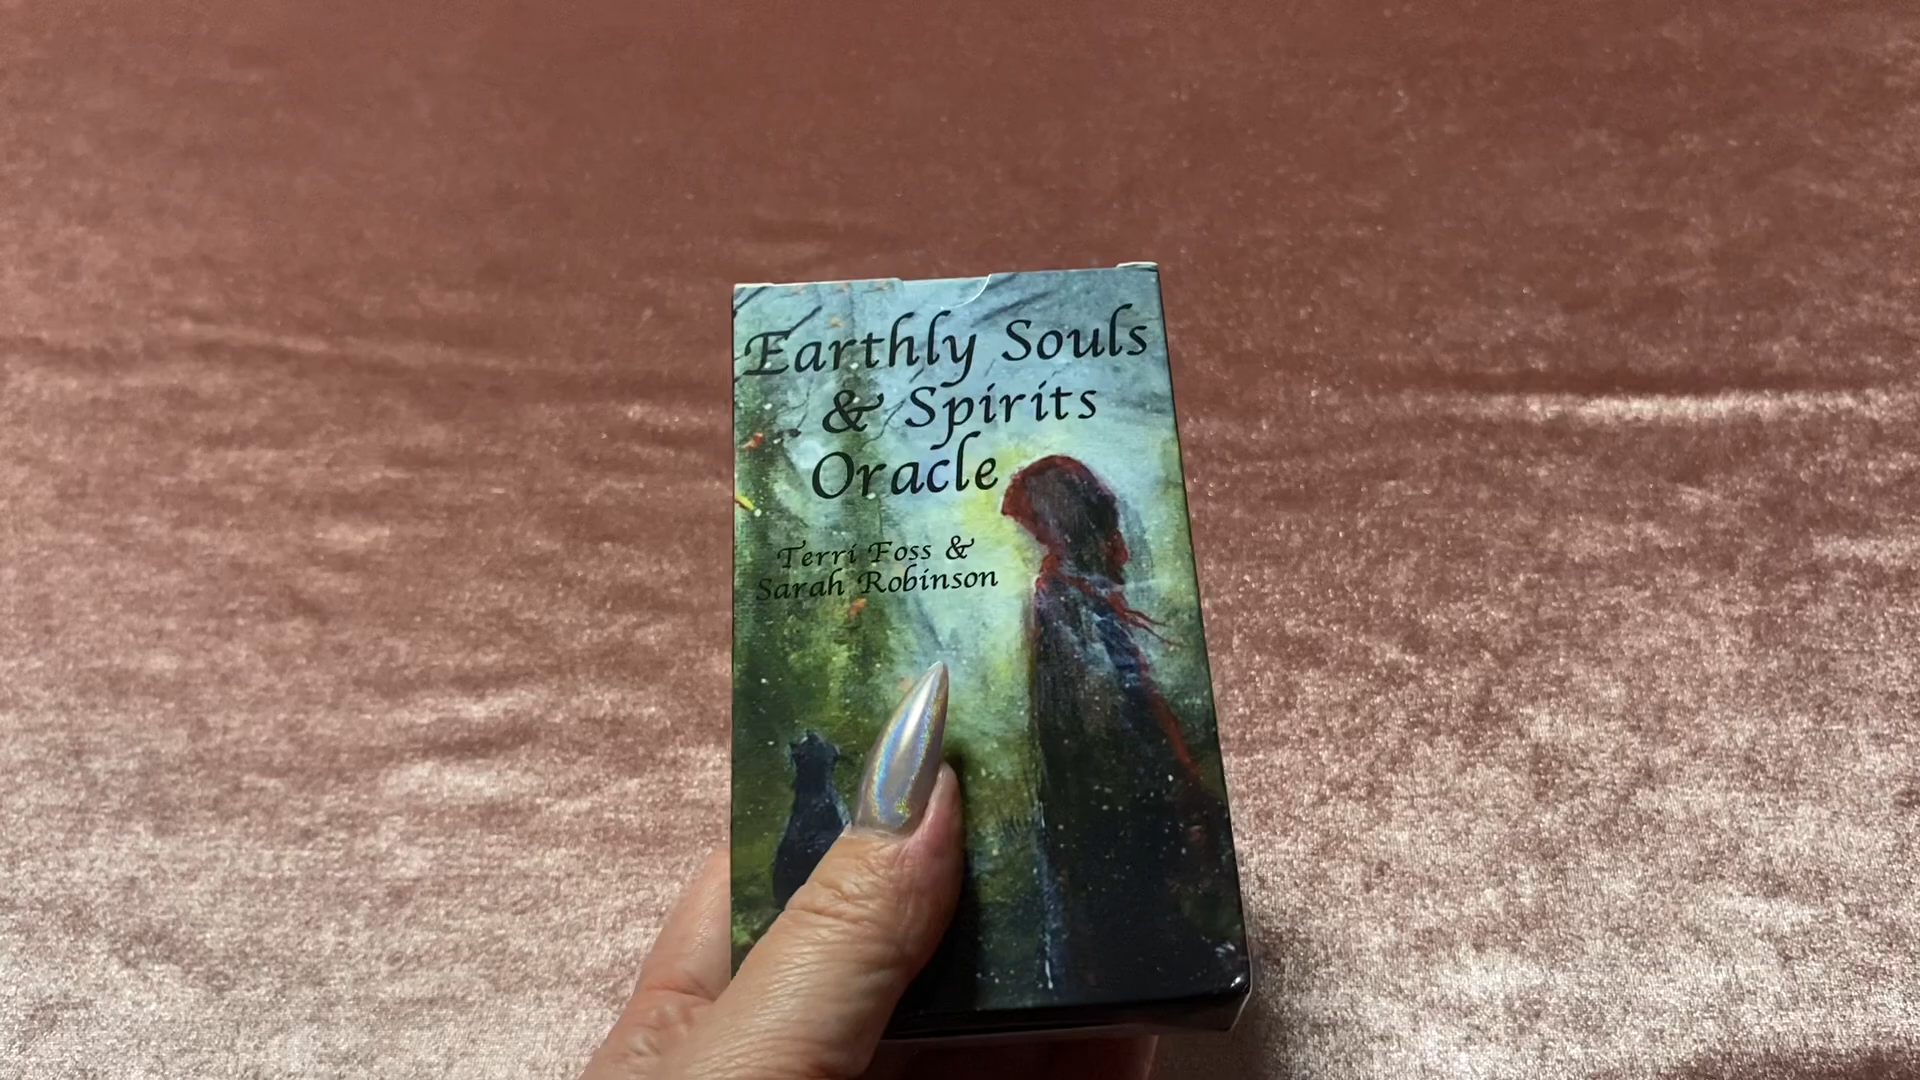 Earthly Souls
& Spirits
Oracle
Terri Foss &
Sarah Robinson